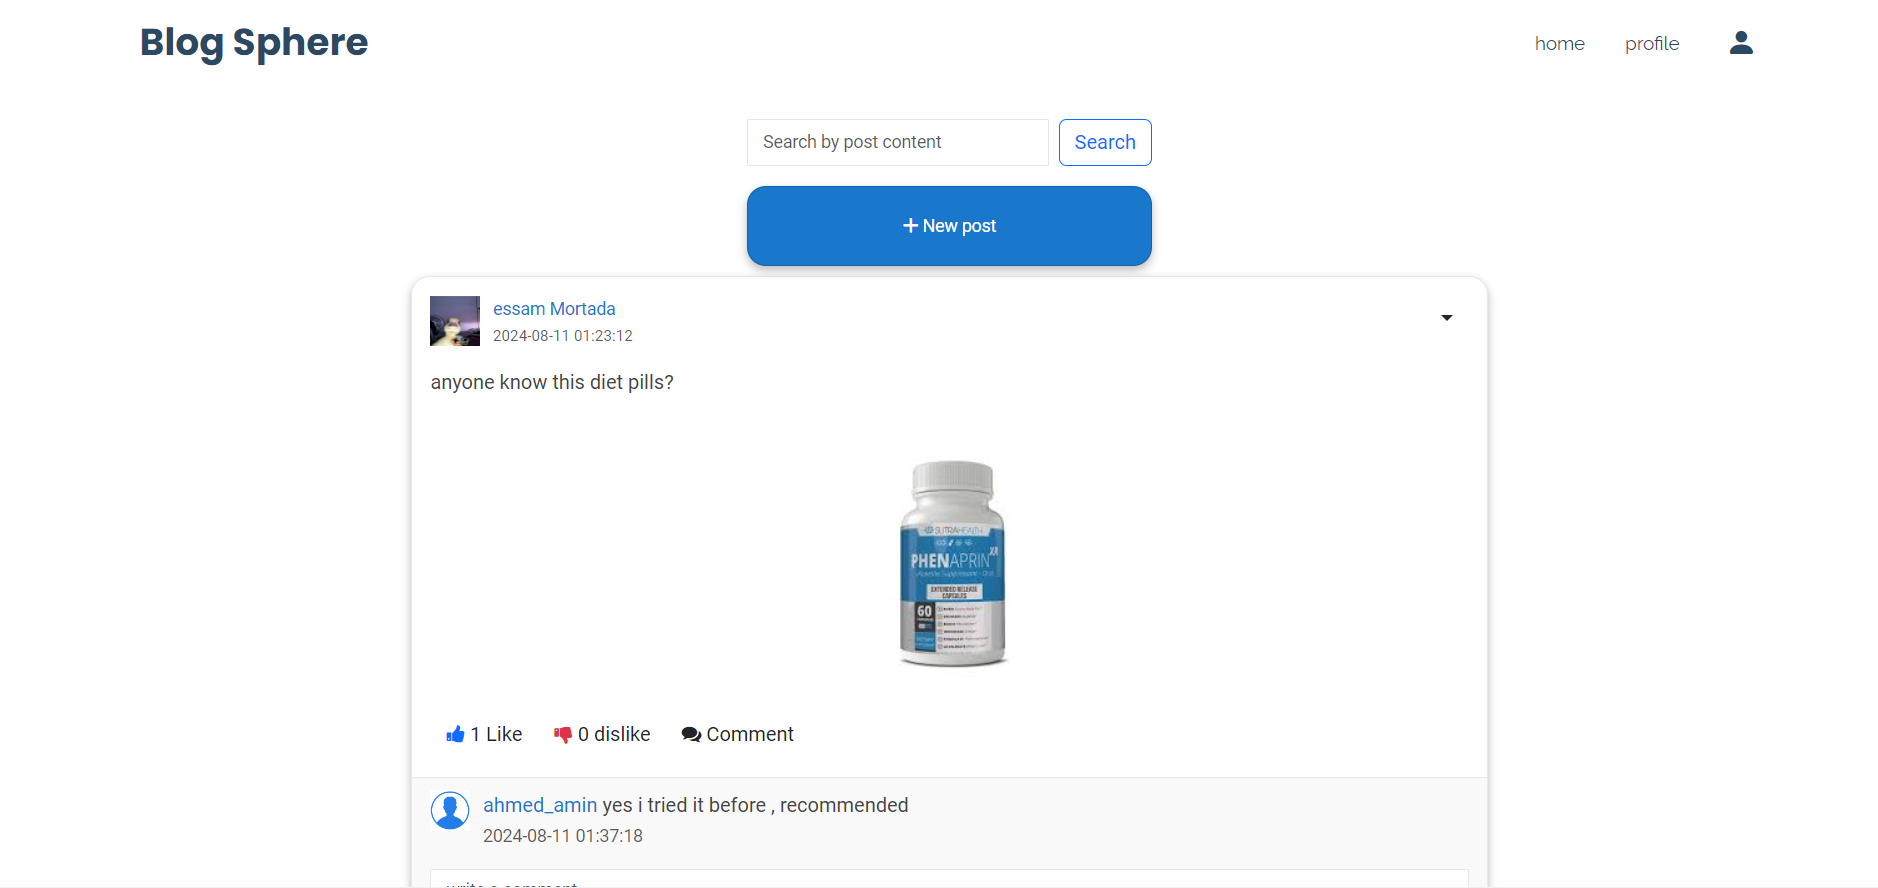 Blog Sphere
home
profile
Search by post content
Search
New post
essam Mortada
2024-08-11 01:23:12
anyone know this diet pills?
SUTRAHEALTH
PHENAPRIN XR
EXTENDED RELEASE
CAPSULES
60
1 Like
0 dislike
Comment
ahmed_amin yes i tried it before , recommended
2024-08-11 01:37:18